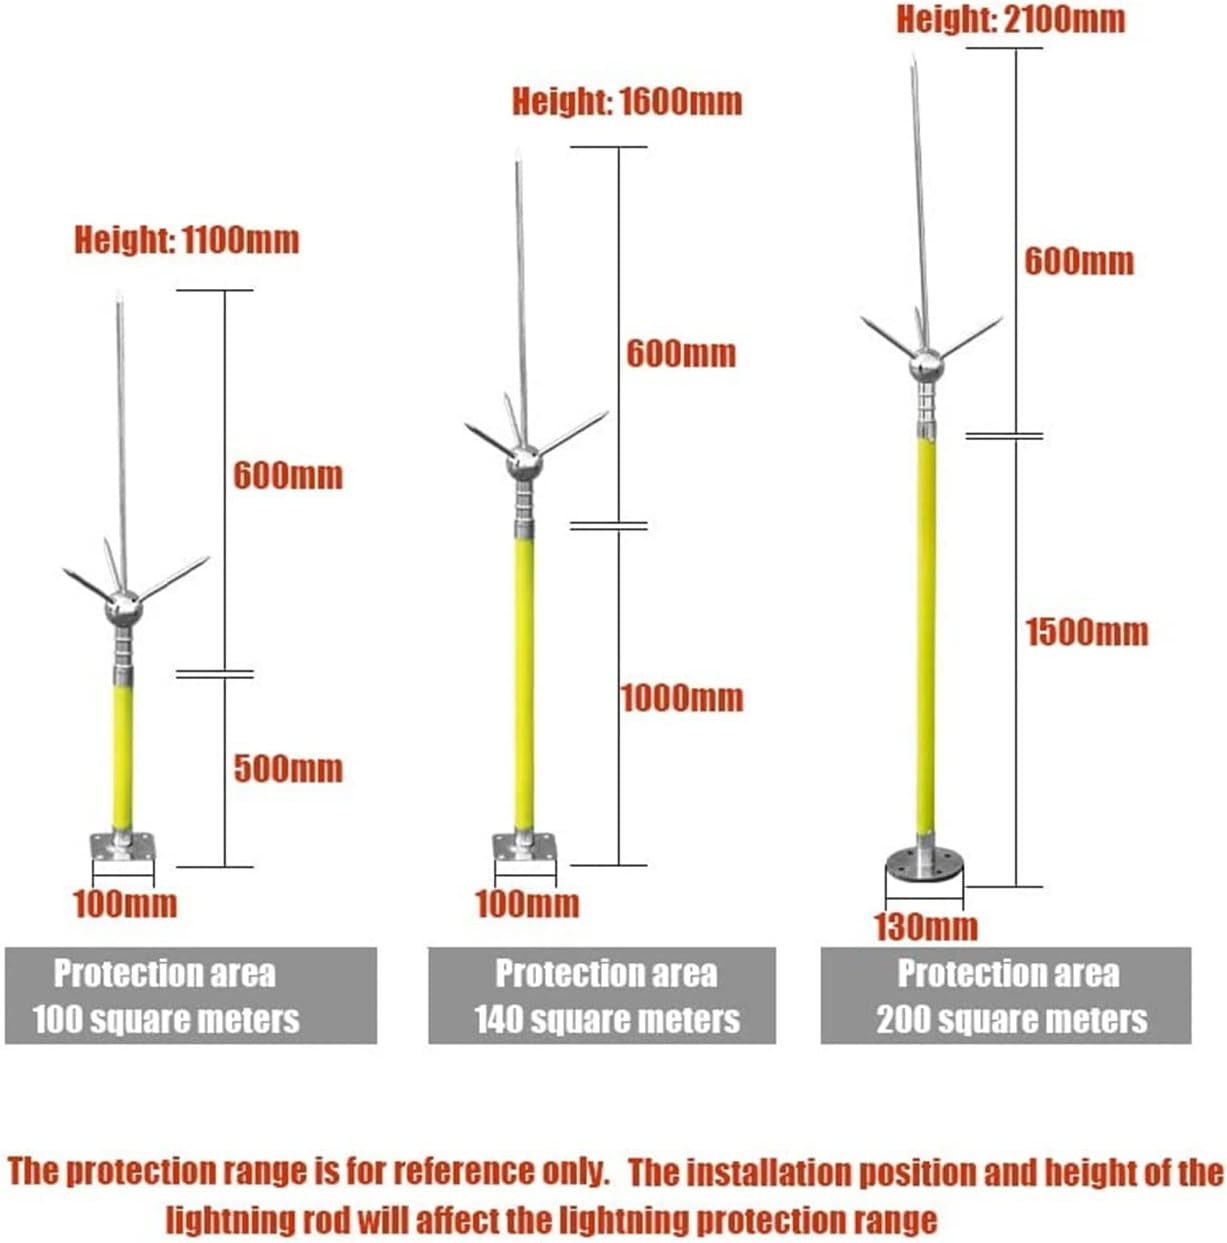 Height: 2100mm
Height: 1600mm
Height: 1100mm
600mm
600mm
600mm
1500mm
1000mm
500mm
100mm
100mm
130mm
Protection area
100 square meters
Protection area
140 square meters
Protection area
200 square meters
The protection range is for reference only. The installation position and height of the
lightning rod will affect the lightning protection range